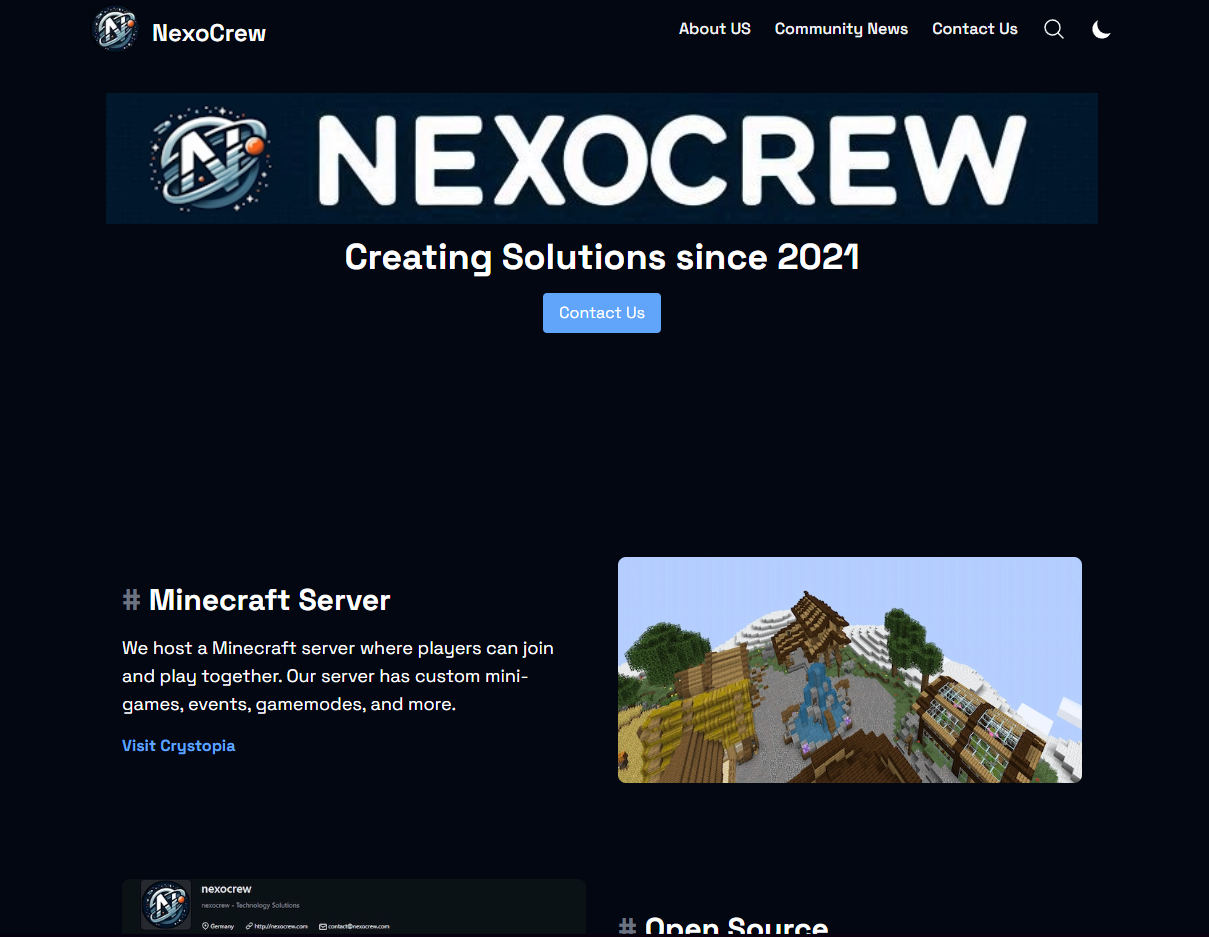 NexoCrew
About US
Community News
Contact Us
NEXOCREW
Creating Solutions since 2021
Contact Us
# Minecraft Server
We host a Minecraft server where players can join
and play together. Our server has custom mini-
games, events, gamemodes, and more.
Visit Crystopia
nexocrew
nexocrew - Technology Solutions
Germany
http://nexocrew.com
contact@nexocrew.com
# Open Source